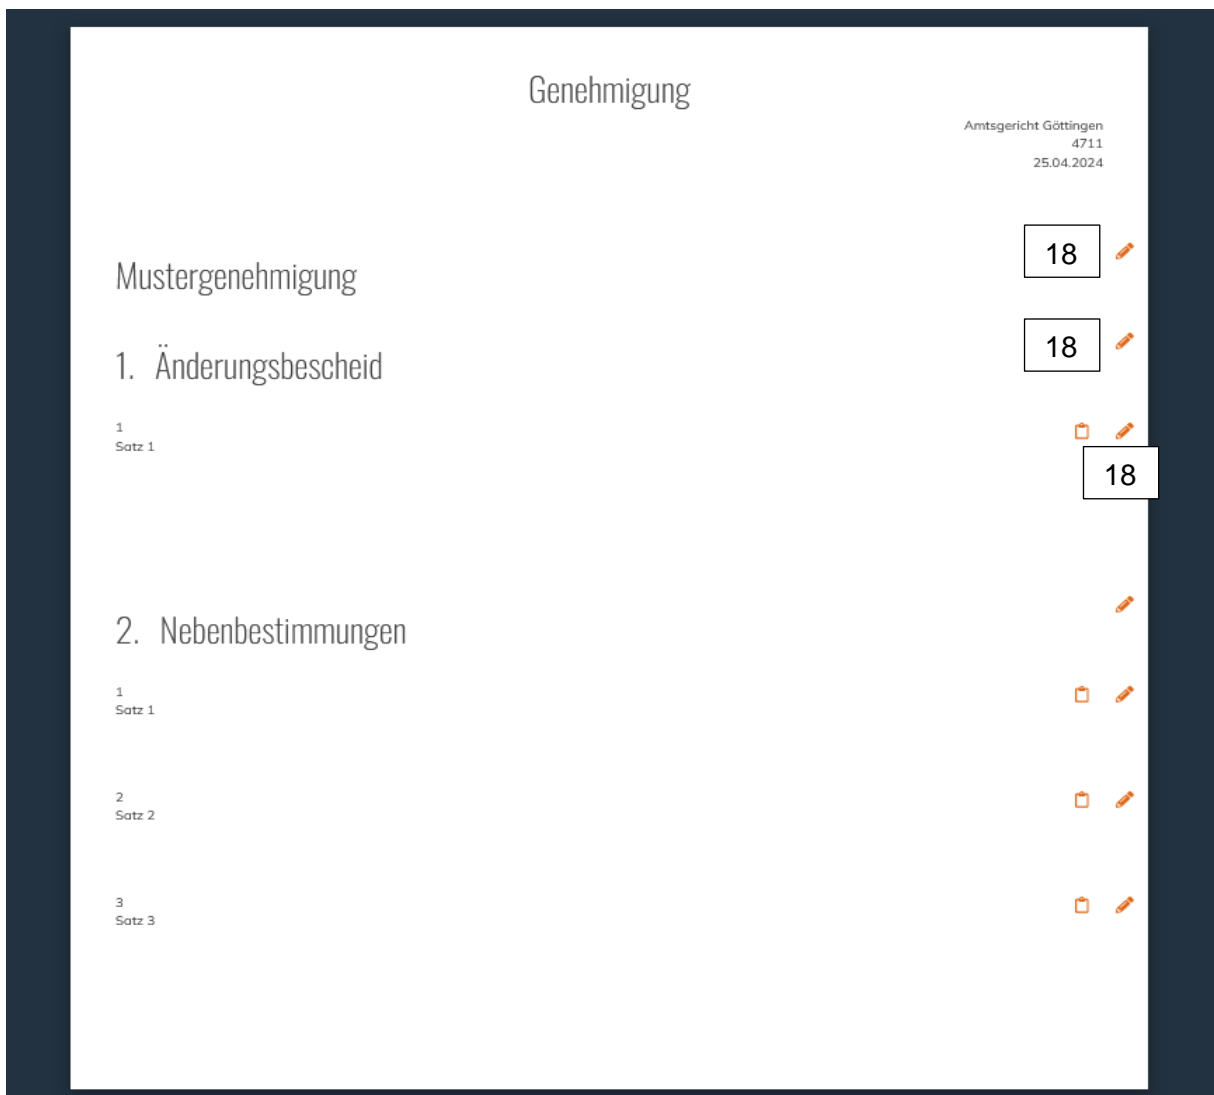 Genehmigung
Amtsgericht Göttingen
4711
25.04.2024
18
Mustergenehmigung
18
1. Änderungsbescheid
1
Satz 1
18
2. Nebenbestimmungen
1
Satz 1
2
Satz 2
3
Satz 3